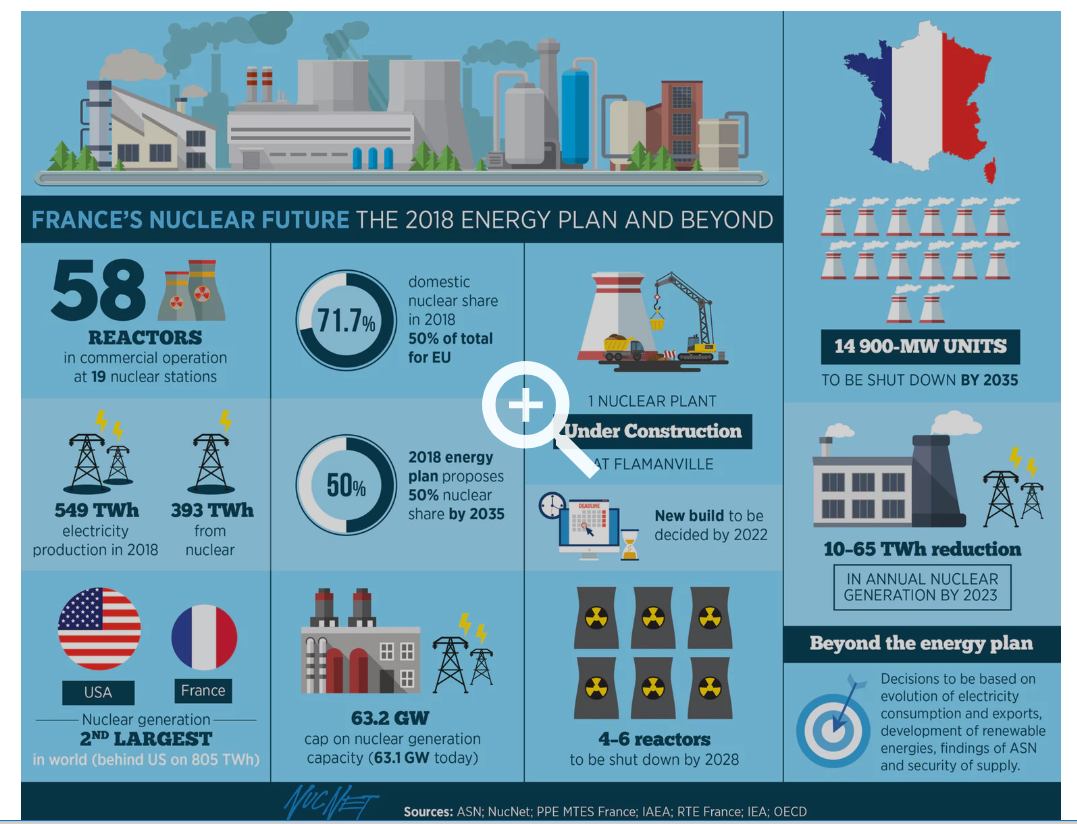 FRANCE'S NUCLEAR FUTURE THE 2018 ENERGY PLAN AND BEYOND
58
REACTORS
in commercial operation
at 19 nuclear stations
71.7%
domestic
nuclear share
in 2018
50% of total
for EU
1 NUCLEAR PLANT
Under Construction
AT FLAMANVILLE
14 900-MW UNITS
TO BE SHUT DOWN BY 2035
549 TWh
electricity
production in 2018
393 TWh
from
nuclear
50%
2018 energy
plan proposes
50% nuclear
share by 2035
DEADLINE
New build to be
decided by 2022
10–65 TWh reduction
IN ANNUAL NUCLEAR
GENERATION BY 2023
USA
France
Nuclear generation
2ND LARGEST
in world (behind US on 805 TWh)
63.2 GW
cap on nuclear generation
capacity (63.1 GW today)
4–6 reactors
to be shut down by 2028
Beyond the energy plan
Decisions to be based on
evolution of electricity
consumption and exports,
development of renewable
energies, findings of ASN
and security of supply.
NUCNET
Sources: ASN; NucNet; PPE MTES France; IAEA; RTE France; IEA; OECD